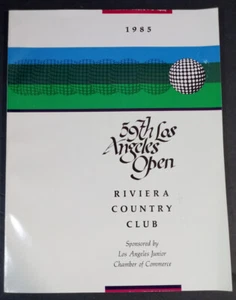 1985
59th Los
Angeles
Open
RIVIERA
COUNTRY
CLUB
Sponsored by
Los Angeles Junior
Chamber of Commerce